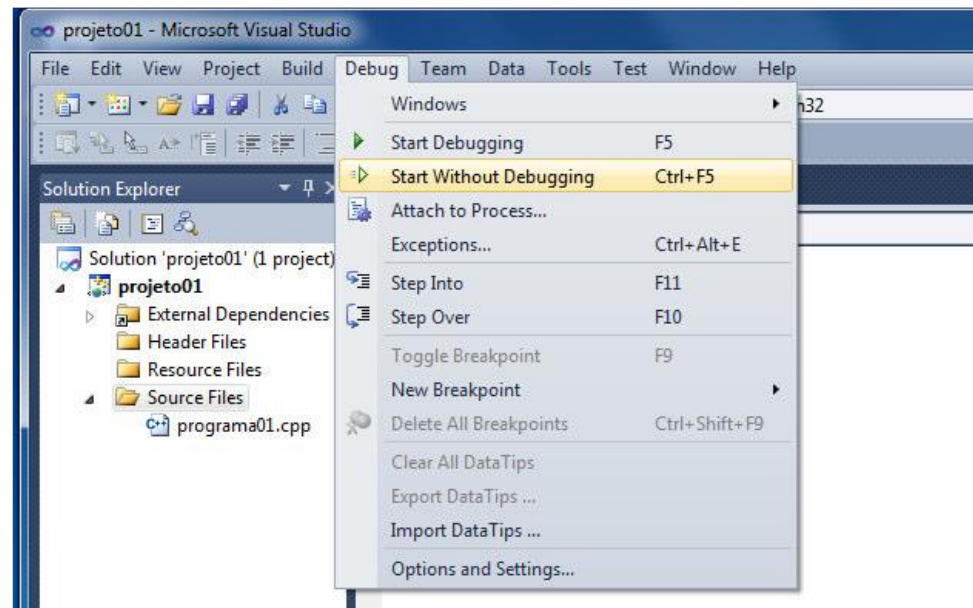 projeto01 - Microsoft Visual Studio
File Edit View Project Build Debug Team Data Tools Test Window Help
Windows
Start Debugging F5
Start Without Debugging Ctrl+F5
Attach to Process...
Exceptions... Ctrl+Alt+E
Step Into F11
Step Over F10
Toggle Breakpoint F9
New Breakpoint
Delete All Breakpoints Ctrl+Shift+F9
Clear All DataTips
Export DataTips ...
Import DataTips ...
Options and Settings...
Solution Explorer
Solution 'projeto01' (1 project)
projeto01
External Dependencies
Header Files
Resource Files
Source Files
programa01.cpp